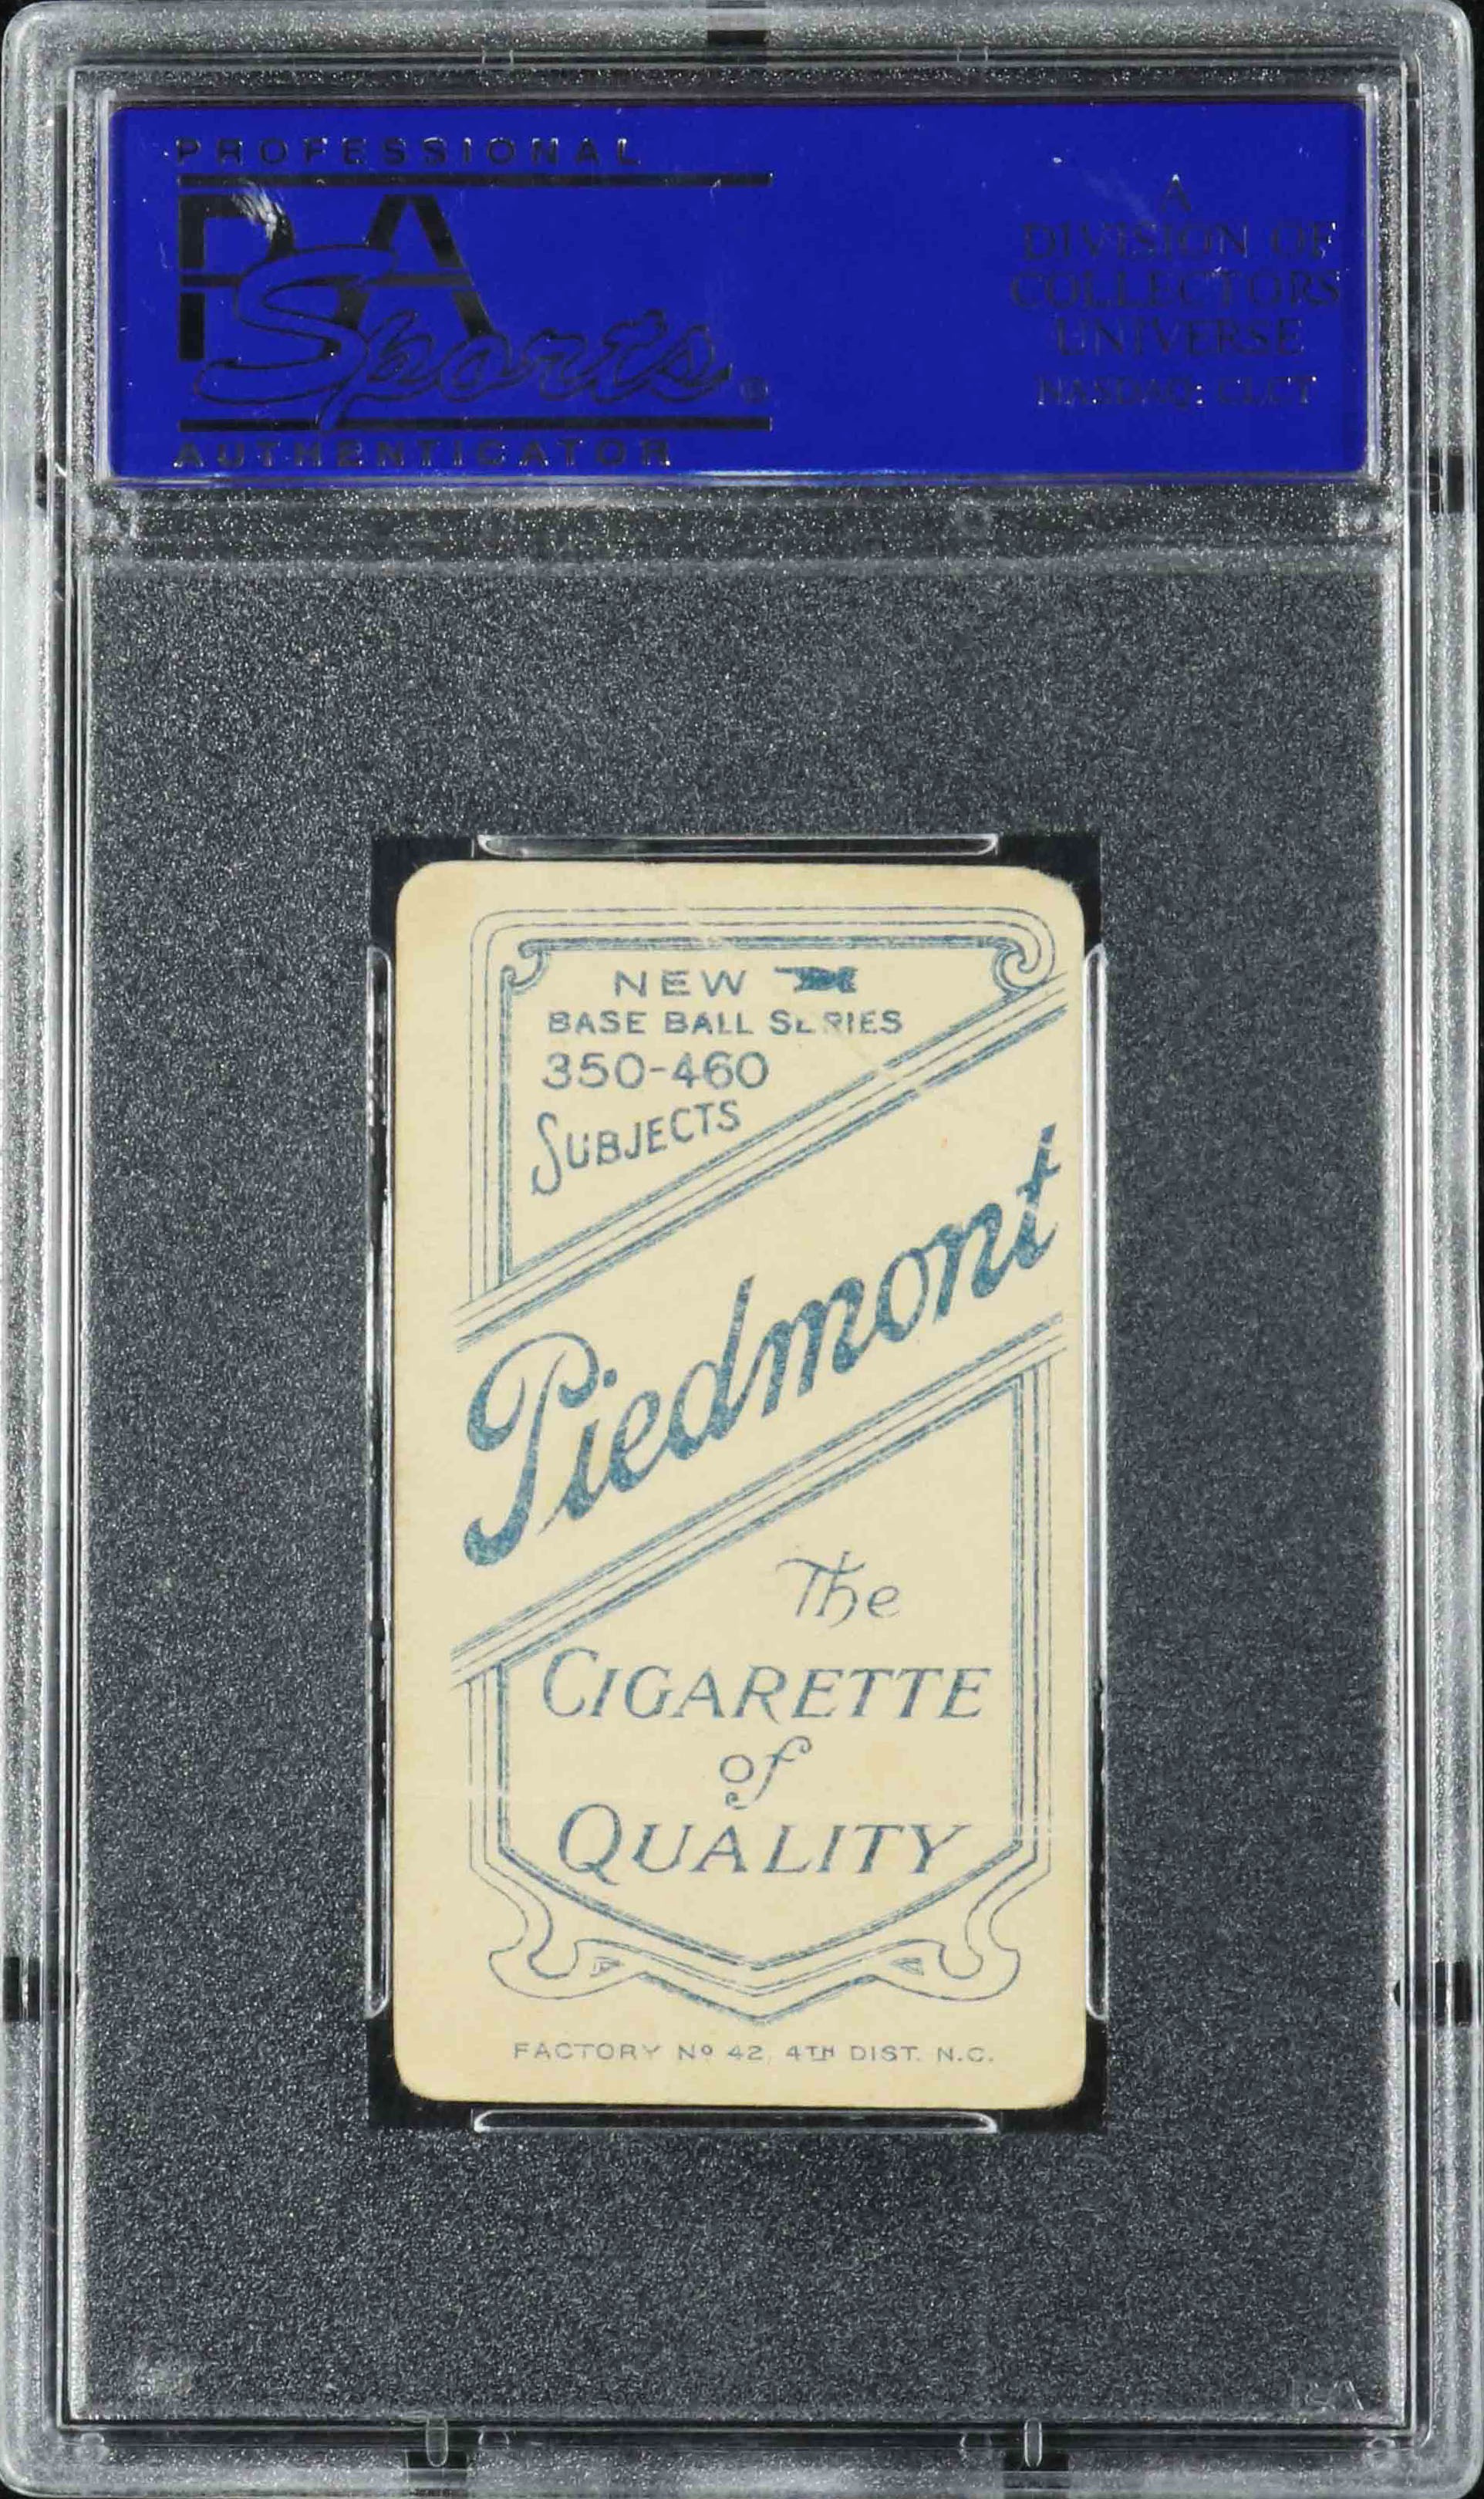 PROFESSIONAL
PSA
Sports®
AUTHENTICATOR
A
DIVISION OF
COLLECTORS
UNIVERSE
NASDAQ: CLCT
NEW
BASE BALL SERIES
350-460
SUBJECTS
Piedmont
The
CIGARETTE
of
QUALITY
FACTORY Nº 42, 4TH DIST. N.C.
PSA